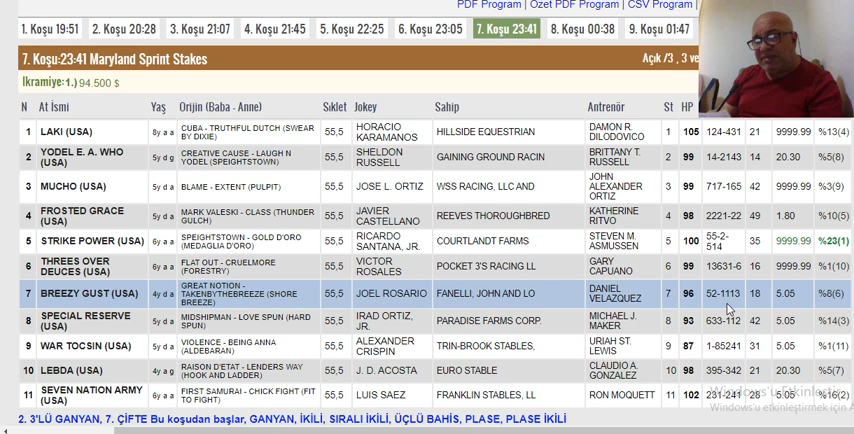 PDF Program | Özet PDF Program | CSV Program |
1. Koşu 19:51 2. Koşu 20:28 3. Koşu 21:07 4. Koşu 21:45 5. Koşu 22:25 6. Koşu 23:05 7. Koşu 23:41 8. Koşu 00:38 9. Koşu 01:47
7. Koşu:23:41 Maryland Sprint Stakes Açık /3 , 3 ve
İkramiye:1.) 94.500 $
N At İsmi Yaş Orijin (Baba - Anne) Sıklet Jokey Sahip Antrenör St HP
1 LAKI (USA) 8y a a CUBA - TRUTHFUL DUTCH (SWEAR BY DIXIE) 55,5 HORACIO KARAMANOS HILLSIDE EQUESTRIAN DAMON R. DILODOVICO 1 105 124-431 21 9999.99 %13(4)
2 YODEL E. A. WHO (USA) 5y d g CREATIVE CAUSE - LAUGH N YODEL (SPEIGHTSTOWN) 55,5 SHELDON RUSSELL GAINING GROUND RACIN BRITTANY T. RUSSELL 2 99 14-2143 14 20.30 %5(8)
3 MUCHO (USA) 5y d a BLAME - EXTENT (PULPIT) 55,5 JOSE L. ORTIZ WSS RACING, LLC AND JOHN ALEXANDER ORTIZ 3 99 717-165 42 9999.99 %3(9)
4 FROSTED GRACE (USA) 5y d a MARK VALESKI - CLASS (THUNDER GULCH) 55,5 JAVIER CASTELLANO REEVES THOROUGHBRED KATHERINE RITVO 4 98 2221-22 49 1.80 %10(5)
5 STRIKE POWER (USA) 6y a a SPEIGHTSTOWN - GOLD D'ORO (MEDAGLIA D'ORO) 55,5 RICARDO SANTANA, JR. COURTLANDT FARMS STEVEN M. ASMUSSEN 5 100 55-2-514 35 9999.99 %23(1)
6 THREES OVER DEUCES (USA) 6y a a FLAT OUT - CRUELMORE (FORESTRY) 55,5 VICTOR ROSALES POCKET 3'S RACING LL GARY CAPUANO 6 99 13631-6 16 9999.99 %1(10)
7 BREEZY GUST (USA) 4y d a GREAT NOTION - TAKENBYTHEBREEZE (SHORE BREEZE) 55,5 JOEL ROSARIO FANELLI, JOHN AND LO DANIEL VELAZQUEZ 7 96 52-1113 18 5.05 %8(6)
8 SPECIAL RESERVE (USA) 5y d a MIDSHIPMAN - LOVE SPUN (HARD SPUN) 55,5 IRAD ORTIZ, JR. PARADISE FARMS CORP. MICHAEL J. MAKER 8 93 633-112 42 5.05 %14(3)
9 WAR TOCSIN (USA) 5y d a VIOLENCE - BEING ANNA (ALDEBARAN) 55,5 ALEXANDER CRISPIN TRIN-BROOK STABLES, URIAH ST. LEWIS 9 87 1-85241 31 5.05 %1(11)
10 LEBDA (USA) 4y a g RAISON D'ETAT - LENDERS WAY (HOOK AND LADDER) 55,5 J. D. ACOSTA EURO STABLE CLAUDIO A. GONZALEZ 10 98 395-342 21 20.30 %5(7)
11 SEVEN NATION ARMY (USA) 6y a a FIRST SAMURAI - CHICK FIGHT (FIT TO FIGHT) 55,5 LUIS SAEZ FRANKLIN STABLES, LL RON MOQUETT 11 102 231-241 28 5.05 %16(2)
Windows'u Etkinleştir
Windows'u etkinleştirmek için A
2. 3'LÜ GANYAN, 7. ÇİFTE Bu koşudan başlar, GANYAN, İKİLİ, SIRALI İKİLİ, ÜÇLÜ BAHİS, PLASE, PLASE İKİLİ